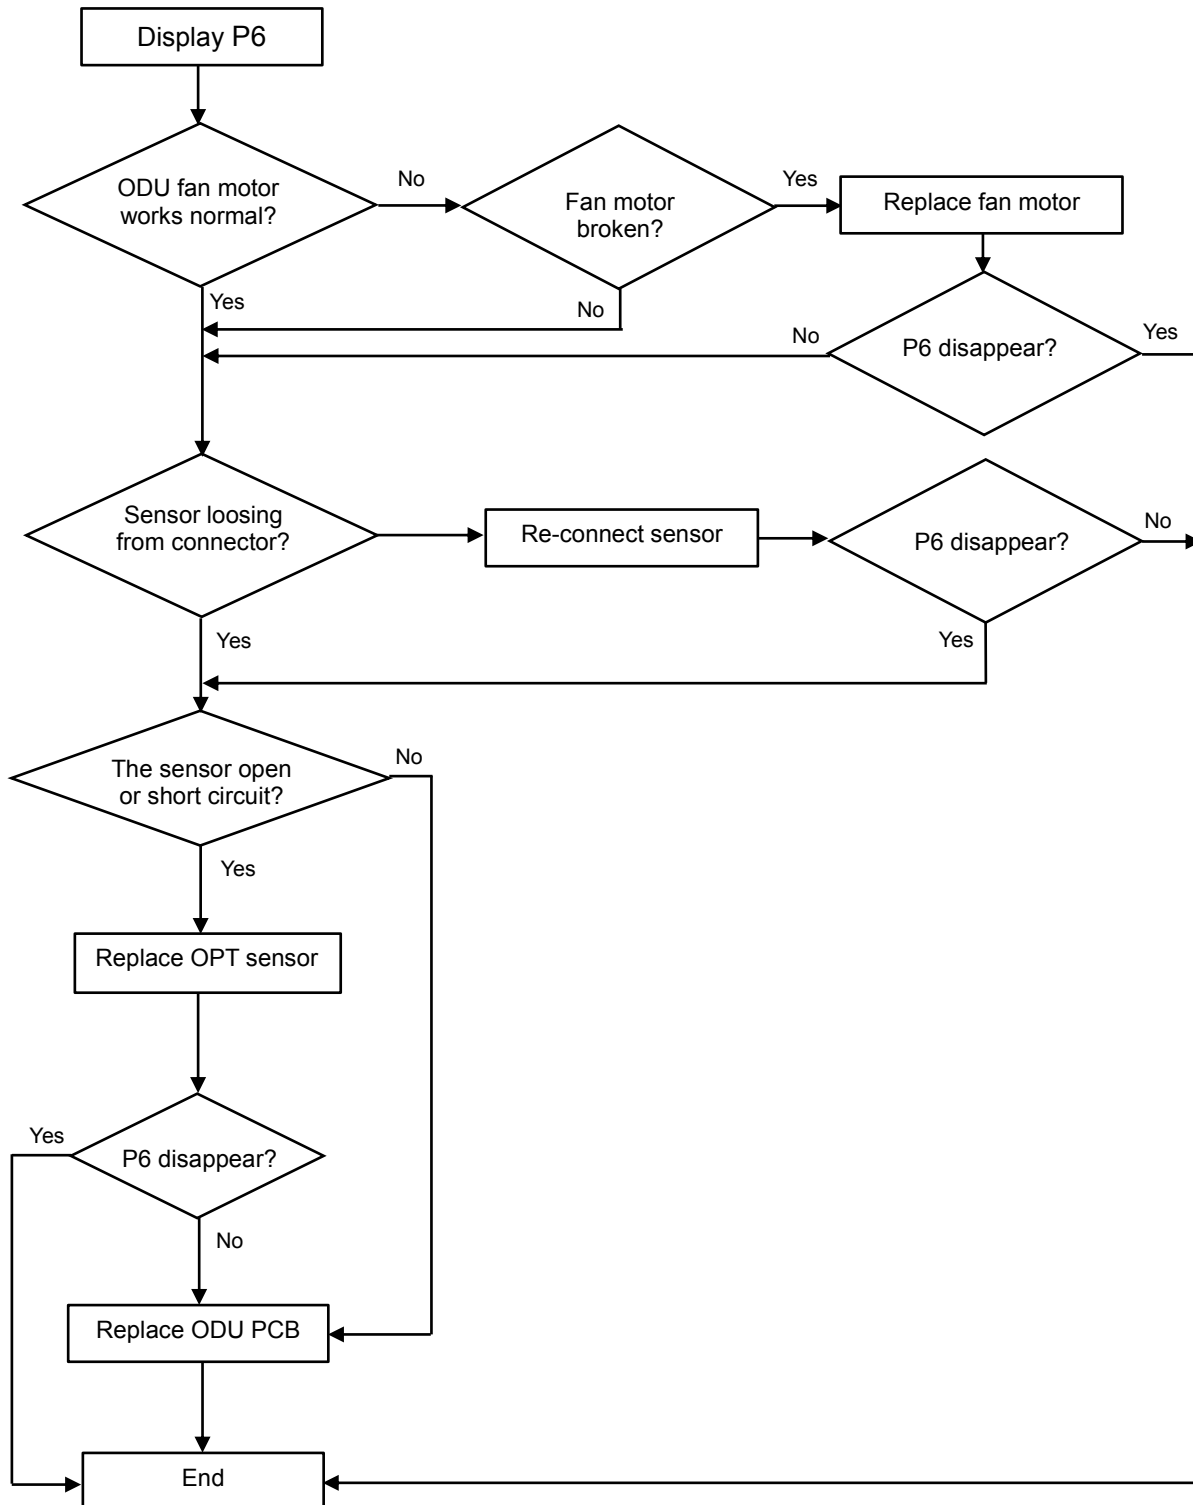 Display P6
ODU fan motor
works normal?
No
Fan motor
broken?
Yes
Replace fan motor
Yes
No
No
P6 disappear?
Yes
Sensor loosing
from connector?
Re-connect sensor
P6 disappear?
No
Yes
Yes
The sensor open
or short circuit?
No
Yes
Replace OPT sensor
Yes
P6 disappear?
No
Replace ODU PCB
End